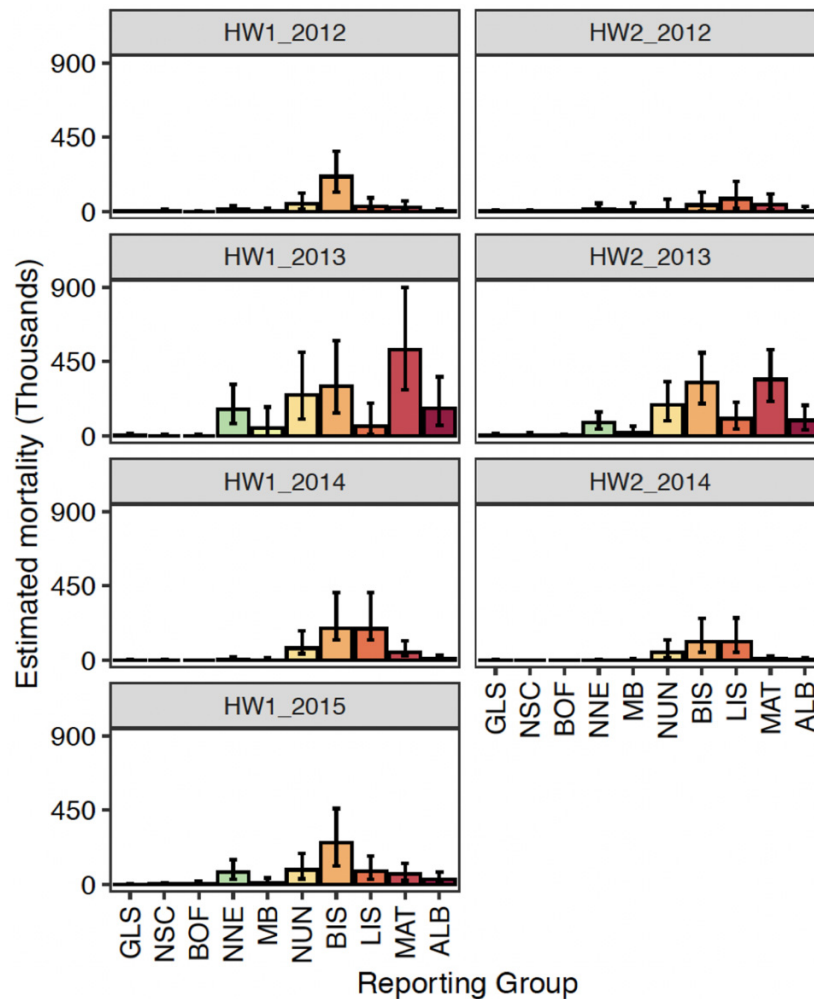 HW1_2012 HW2_2012
900
450
0
HW1_2013 HW2_2013
900
450
0
HW1_2014 HW2_2014
900
450
0
GLS NSC BOF NNE MB NUN BIS LIS MAT ALB
HW1_2015
900
450
0
GLS NSC BOF NNE MB NUN BIS LIS MAT ALB
Estimated mortality (Thousands)
Reporting Group